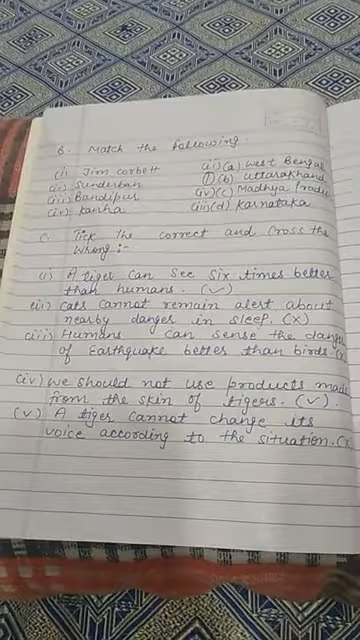 B. Match the following.
(i) Jim corbett (ii) (a) West Bengal
(ii) Sunderban (i) (b) Uttarakhand
(iii) Bandipur (iv) (c) Madhya Prade
(iv) Kanha (iii) (d) Karnataka
C. Tick the correct and cross the
wrong :-
(i) A tiger can see six times better
than humans. (✓)
(ii) cats cannot remain alert about
nearby danger in sleep. (X)
(iii) Humans can sense the dange
of Earthquake better than birds (X
(iv) we should not use products made
from the skin of tigers. (✓).
(v) A tiger cannot change its
voice according to the situation. (X